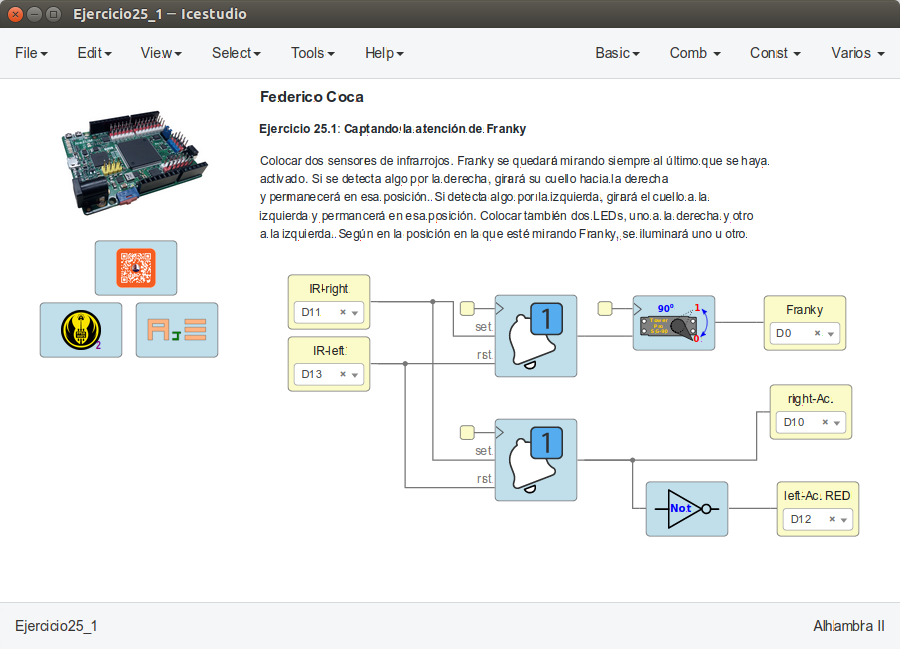 Ejercicio25_1 — Icestudio
File Edit View Select Tools Help Basic Comb Const Varios
Federico Coca
Ejercicio 25.1: Captando la atención de Franky
Colocar dos sensores de infrarrojos. Franky se quedará mirando siempre al último que se haya
activado. Si se detecta algo por la derecha, girará su cuello hacia la derecha
y permanecerá en esa posición. Si detecta algo por la izquierda, girará el cuello a la
izquierda y permancerá en esa posición. Colocar también dos LEDs, uno a la derecha y otro
a la izquierda. Según en la posición en la que esté mirando Franky, se iluminará uno u otro.
2
IR-right
D11
IR-left
D13
set
rst
1
90º
1
0
Tower
Pro
SG-90
Franky
D0
set
rst
1
right-Ac.
D10
Not
left-Ac. RED
D12
Ejercicio25_1
Alhambra II